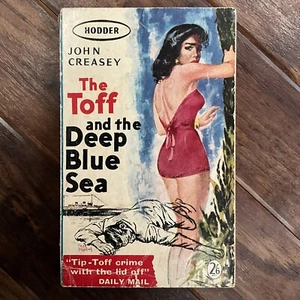 HODDER
JOHN
CREASEY
The
Toff
and the
Deep
Blue
Sea
"Tip-Toff crime
with the lid off"
DAILY MAIL
2/6